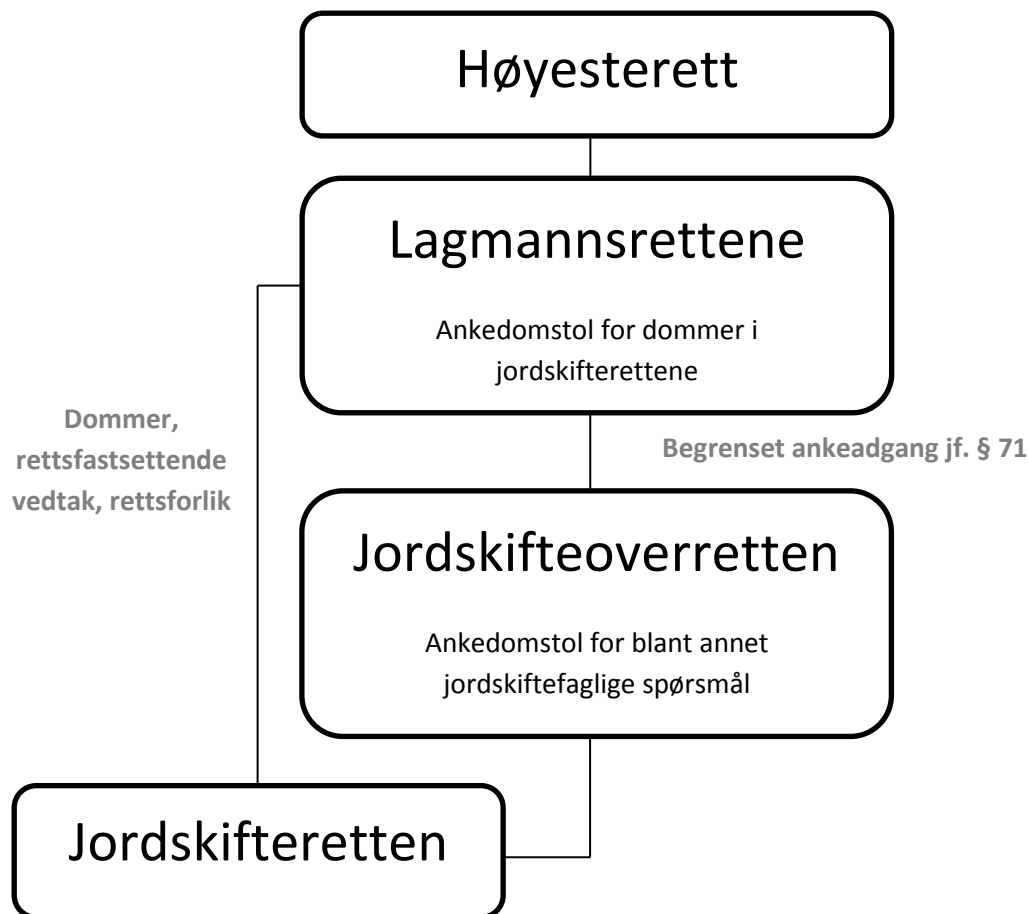 Høyesterett
Lagmannsrettene
Ankedomstol for dommer i
jordskifterettene
Dommer,
rettsfastsettende
vedtak, rettsforlik
Begrenset ankeadgang jf. § 71
Jordskifteoverretten
Ankedomstol for blant annet
jordskiftefaglige spørsmål
Jordskifteretten